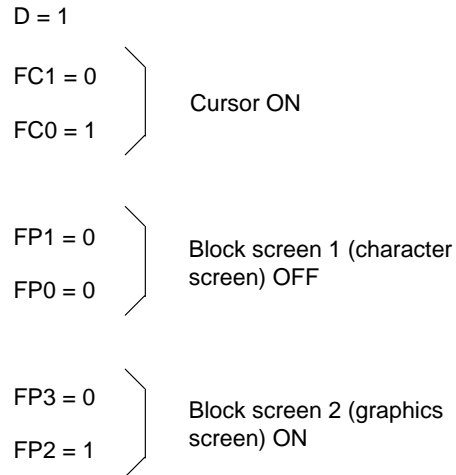 D = 1
FC1 = 0
FC0 = 1
Cursor ON
FP1 = 0
FP0 = 0
Block screen 1 (character
screen) OFF
FP3 = 0
FP2 = 1
Block screen 2 (graphics
screen) ON